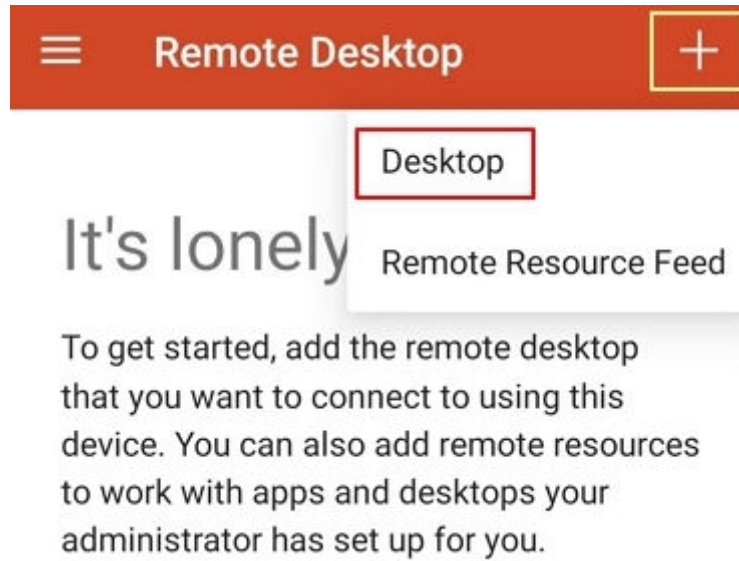 Remote Desktop
Desktop
It's lonely
Remote Resource Feed
To get started, add the remote desktop
that you want to connect to using this
device. You can also add remote resources
to work with apps and desktops your
administrator has set up for you.